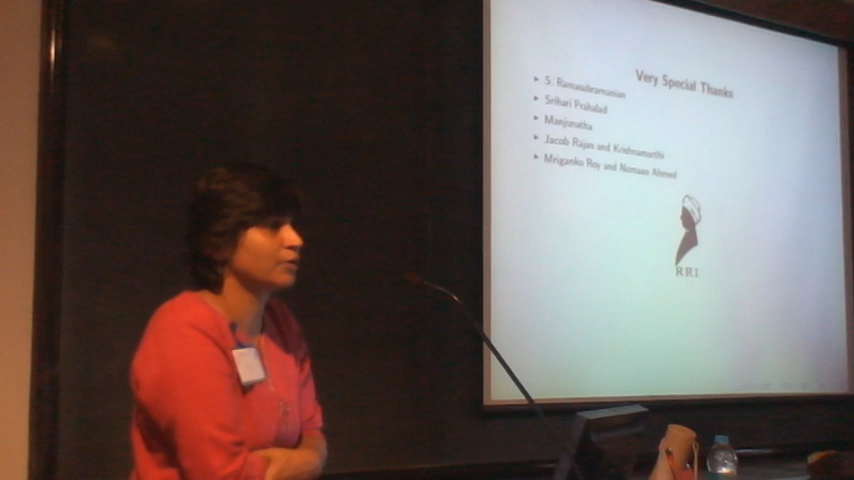 Very Special Thanks
▸ S. Ramasubramanian
▸ Srihari Prahalad
▸ Manjunatha
▸ Jacob Rajan and Krishnamurthi
▸ Mriganko Roy and Nomaan Ahmed
RRI